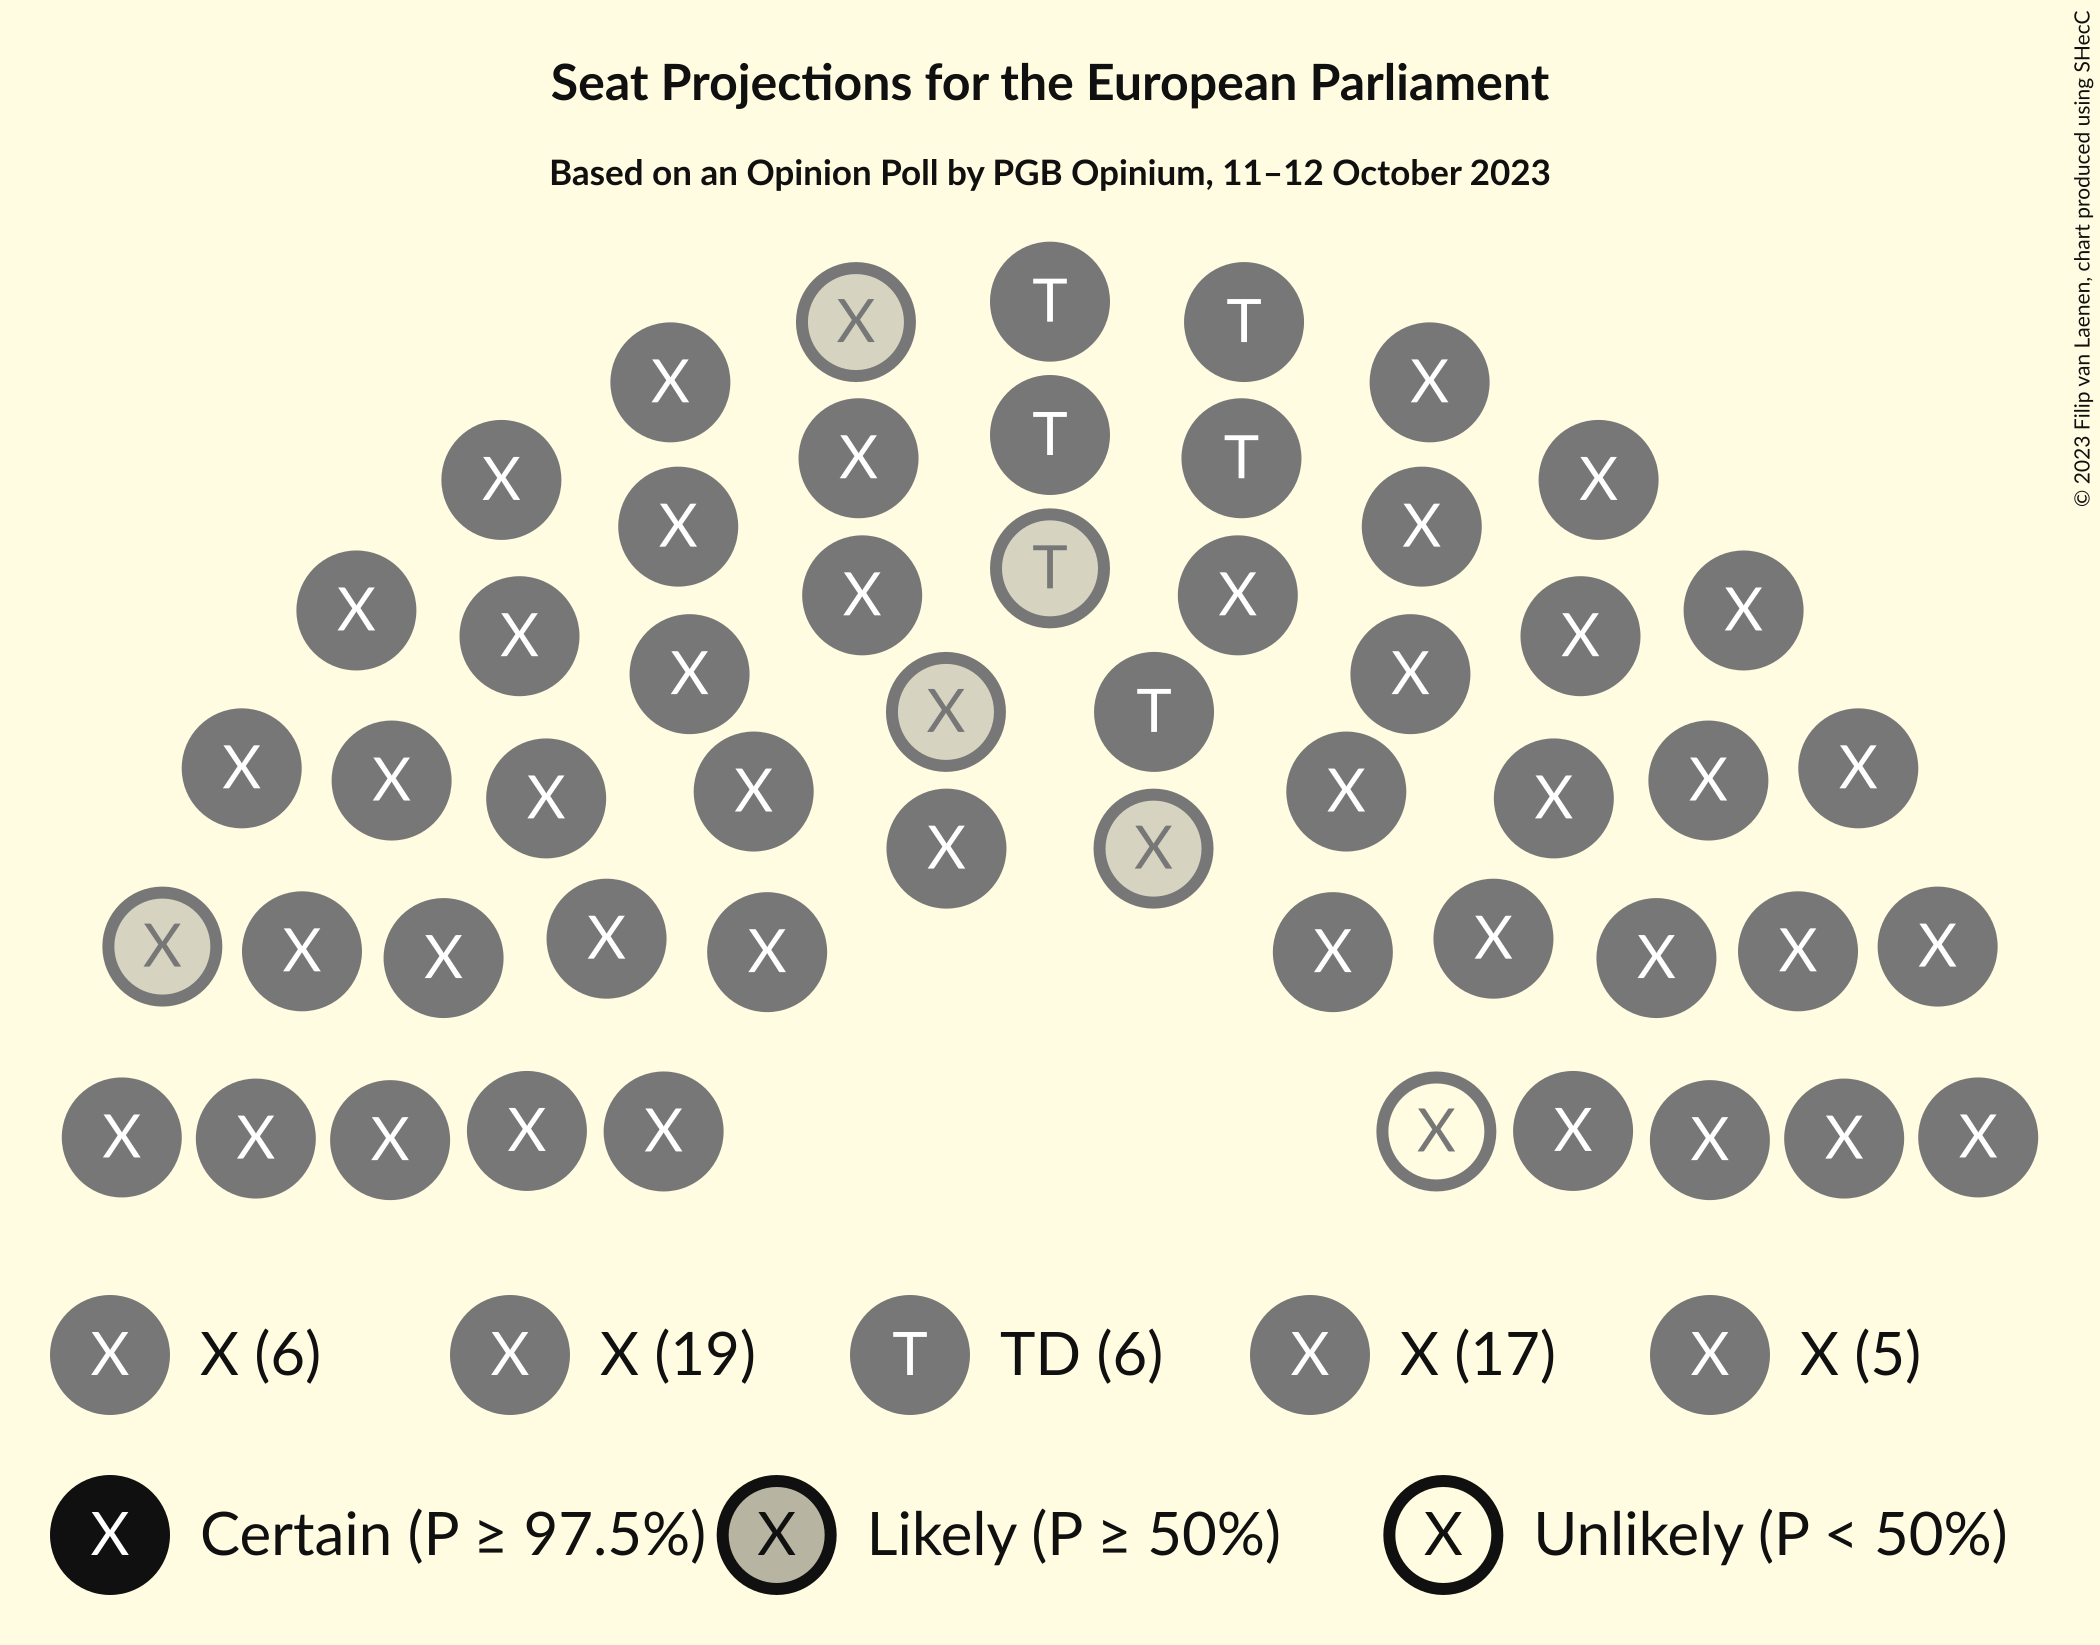 Seat Projections for the European Parliament
Based on an Opinion Poll by PGB Opinium, 11–12 October 2023
© 2023 Filip van Laenen, chart produced using SHecC
T
X T
X X
T
X T
X X
T
X X
X X
X X
X T
X X
X X
X X X X X X X X
X X
X X X X X X X X X X
X X X X X X X X X X
X X (6) X X (19) T TD (6) X X (17) X X (5)
X Certain (P ≥ 97.5%) X Likely (P ≥ 50%) X Unlikely (P < 50%)